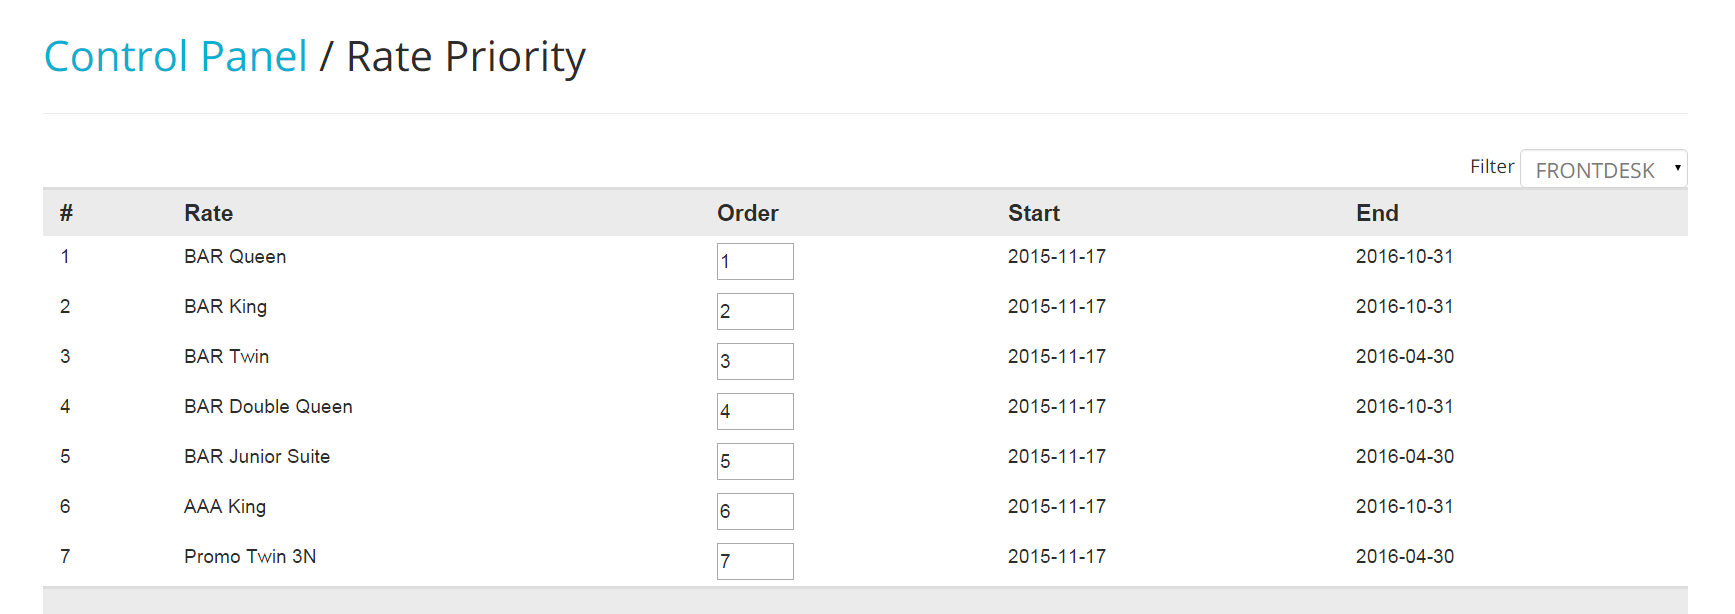 Control Panel / Rate Priority
Filter FRONTDESK
# Rate Order Start End
1 BAR Queen 1 2015-11-17 2016-10-31
2 BAR King 2 2015-11-17 2016-10-31
3 BAR Twin 3 2015-11-17 2016-04-30
4 BAR Double Queen 4 2015-11-17 2016-10-31
5 BAR Junior Suite 5 2015-11-17 2016-04-30
6 AAA King 6 2015-11-17 2016-10-31
7 Promo Twin 3N 7 2015-11-17 2016-04-30